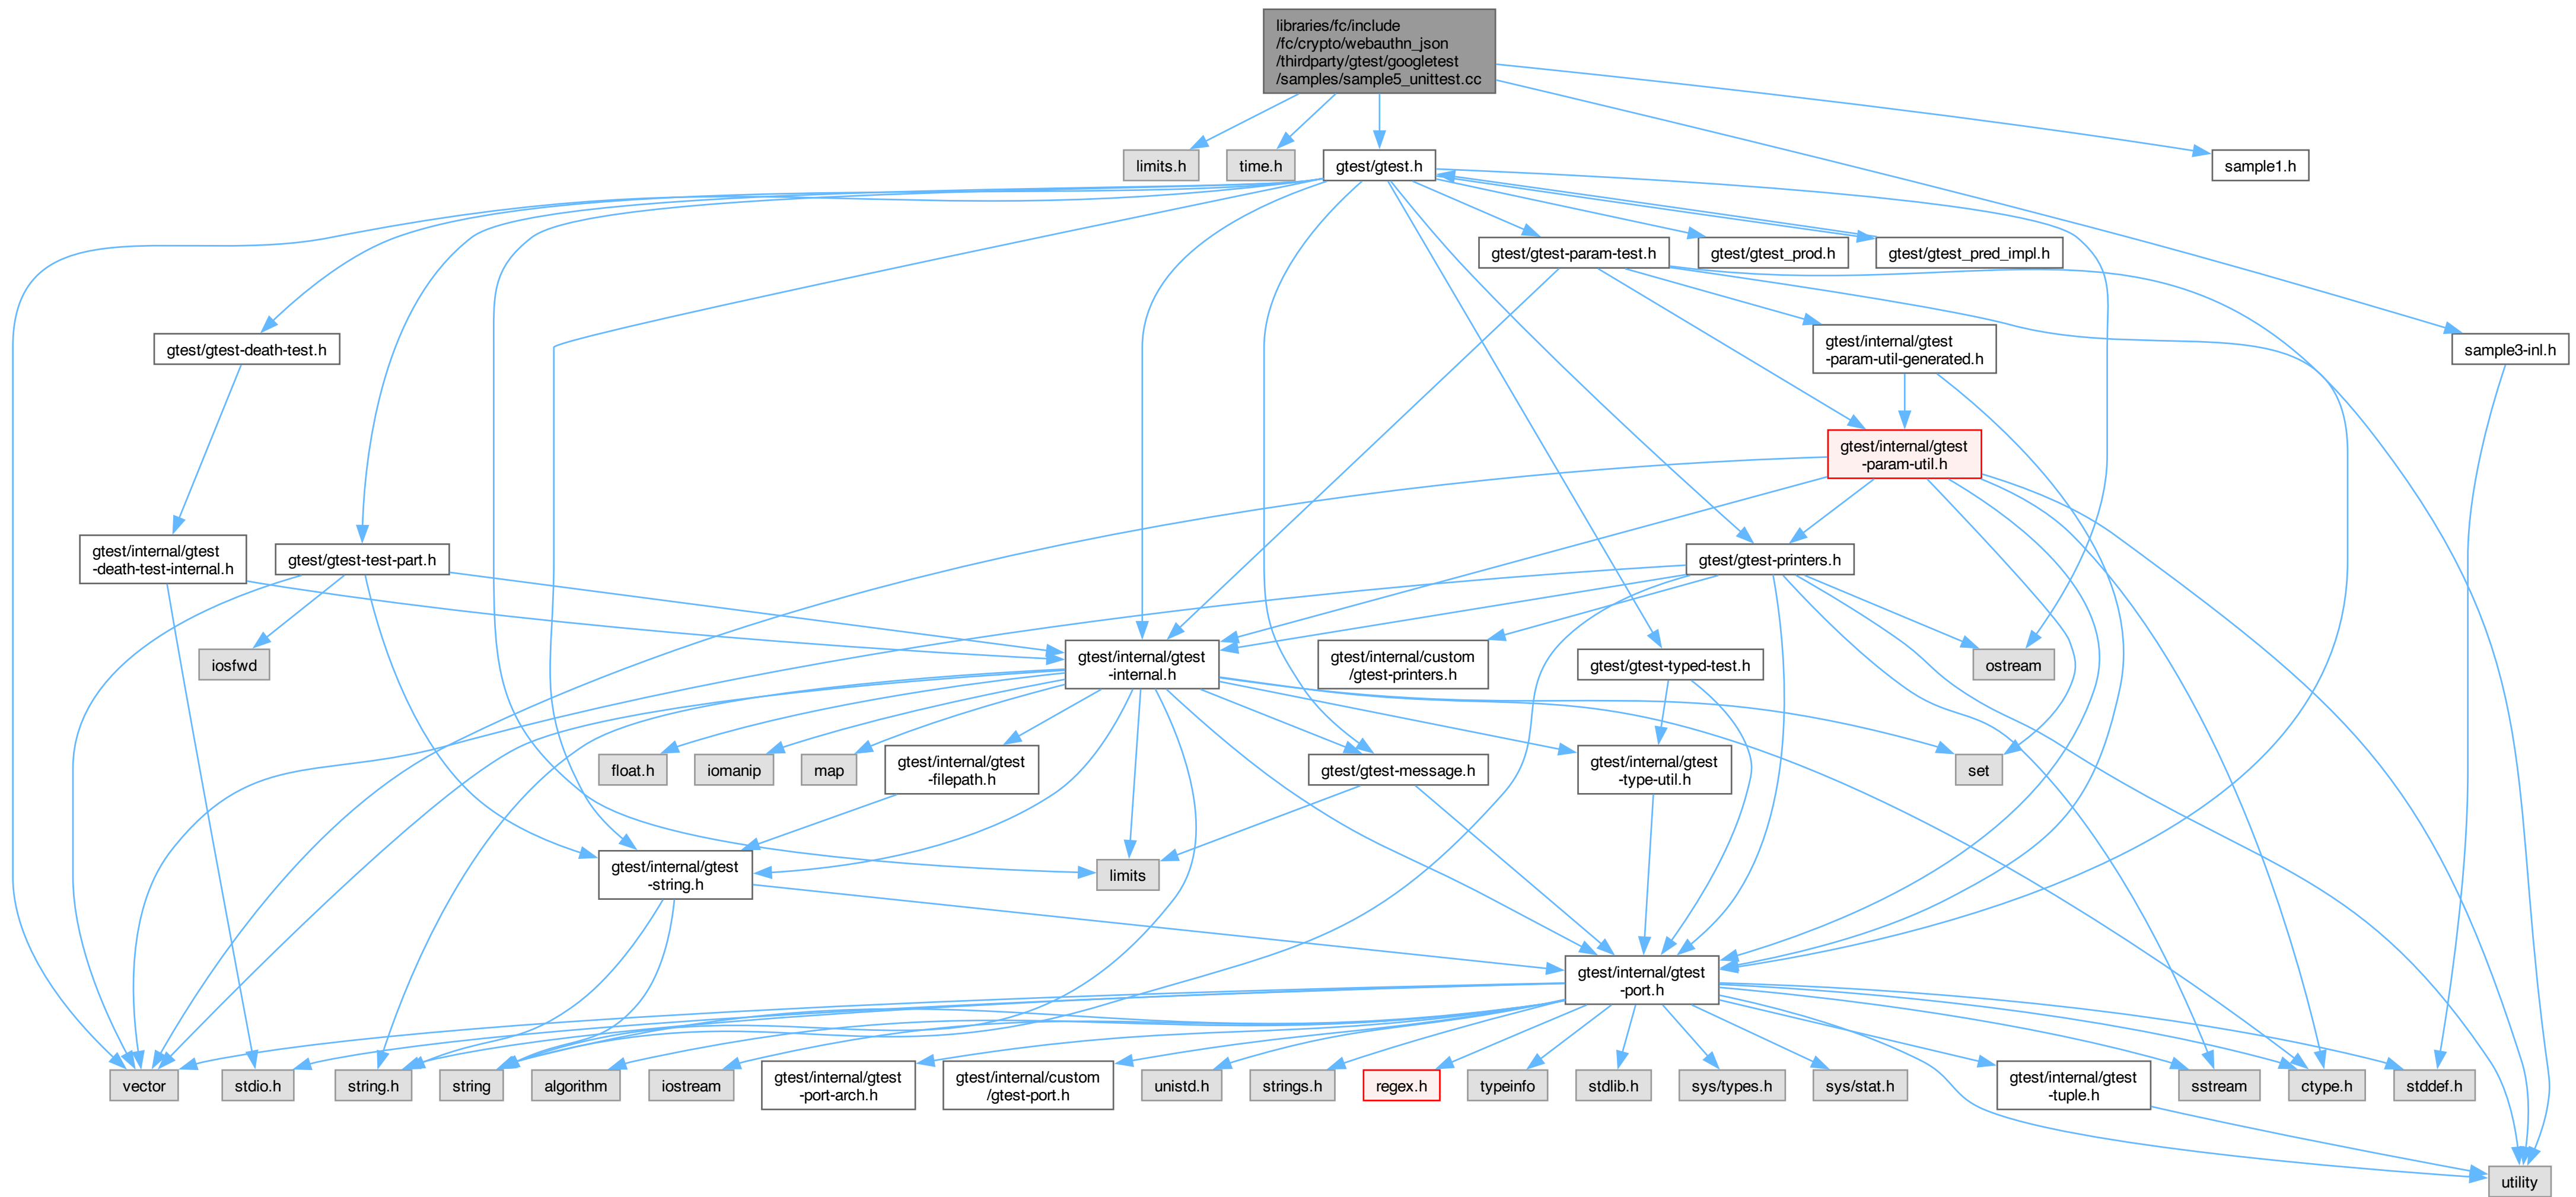 libraries/fc/include
/fc/crypto/webauthn_json
/thirdparty/gtest/googletest
/samples/sample5_unittest.cc
limits.h
time.h
gtest/gtest.h
sample1.h
gtest/gtest-param-test.h
gtest/gtest_prod.h
gtest/gtest_pred_impl.h
gtest/gtest-death-test.h
gtest/internal/gtest
-param-util-generated.h
sample3-inl.h
gtest/internal/gtest
-param-util.h
gtest/internal/gtest
-death-test-internal.h
gtest/gtest-test-part.h
gtest/gtest-printers.h
iosfwd
gtest/internal/gtest
-internal.h
gtest/internal/custom
/gtest-printers.h
gtest/gtest-typed-test.h
ostream
float.h
iomanip
map
gtest/internal/gtest
-filepath.h
gtest/gtest-message.h
gtest/internal/gtest
-type-util.h
set
gtest/internal/gtest
-string.h
limits
gtest/internal/gtest
-port.h
vector
stdio.h
string.h
string
algorithm
iostream
gtest/internal/gtest
-port-arch.h
gtest/internal/custom
/gtest-port.h
unistd.h
strings.h
regex.h
typeinfo
stdlib.h
sys/types.h
sys/stat.h
gtest/internal/gtest
-tuple.h
sstream
ctype.h
stddef.h
utility